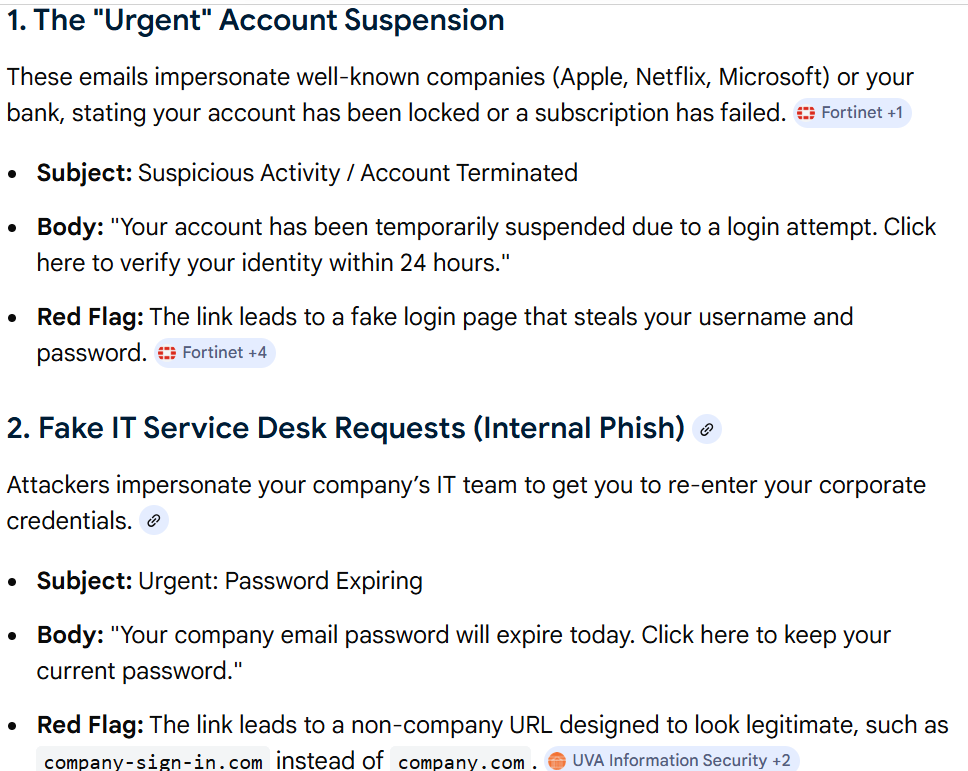 1. The "Urgent" Account Suspension
These emails impersonate well-known companies (Apple, Netflix, Microsoft) or your
bank, stating your account has been locked or a subscription has failed. Fortinet +1
• Subject: Suspicious Activity / Account Terminated
• Body: "Your account has been temporarily suspended due to a login attempt. Click
here to verify your identity within 24 hours."
• Red Flag: The link leads to a fake login page that steals your username and
password. Fortinet +4
2. Fake IT Service Desk Requests (Internal Phish)
Attackers impersonate your company’s IT team to get you to re-enter your corporate
credentials.
• Subject: Urgent: Password Expiring
• Body: "Your company email password will expire today. Click here to keep your
current password."
• Red Flag: The link leads to a non-company URL designed to look legitimate, such as
company-sign-in.com instead of company.com. UVA Information Security +2